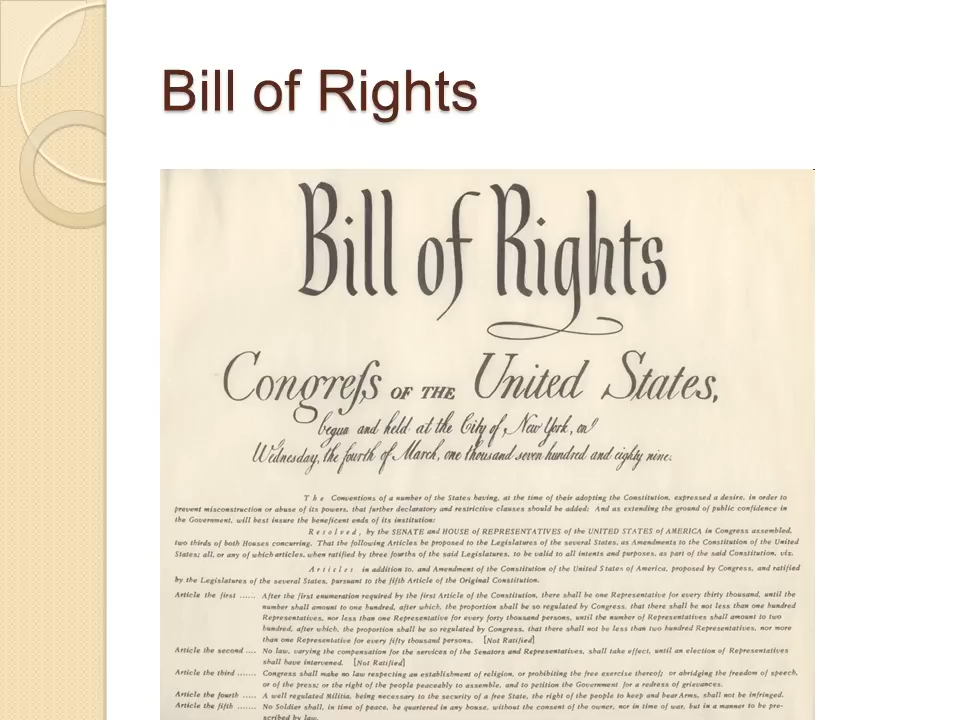 Bill of Rights
Bill of Rights
Congreſs OF THE United States,
begun and held at the City of New York, on
Wednesday, the fourth of March, one thousand seven hundred and eighty nine.
The Conventions of a number of the States having, at the time of their adopting the Constitution, expressed a desire, in order to
prevent misconstruction or abuse of its powers, that further declaratory and restrictive clauses should be added: And as extending the ground of public confidence in
the Government, will best insure the beneficent ends of its institution:
Resolved, by the SENATE and HOUSE of REPRESENTATIVES of the UNITED STATES of AMERICA in Congress assembled,
two thirds of both Houses concurring. That the following Articles be proposed to the Legislatures of the several States, as Amendments to the Constitution of the United
States; all, or any of which articles, when ratified by three fourths of the said Legislatures, to be valid to all intents and purposes, as part of the said Constitution, viz.
Articles in addition to, and Amendment of the Constitution of the United States of America, proposed by Congress, and ratified
by the Legislatures of the several States, pursuant to the fifth Article of the Original Constitution.
Article the first ...... After the first enumeration required by the first Article of the Constitution, there shall be one Representative for every thirty thousand, until the
number shall amount to one hundred, after which, the proportion shall be so regulated by Congress, that there shall be not less than one hundred
Representatives, nor less than one Representative for every forty thousand persons, until the number of Representatives shall amount to two
hundred, after which, the proportion shall be so regulated by Congress, that there shall not be less than two hundred Representatives, nor more
than one Representative for every fifty thousand persons. [Not Ratified]
Article the second .... No law, varying the compensation for the services of the Senators and Representatives, shall take effect, until an election of Representatives
shall have intervened. [Not Ratified]
Article the third ....... Congress shall make no law respecting an establishment of religion, or prohibiting the free exercise thereof; or abridging the freedom of speech,
or of the press; or the right of the people peaceably to assemble, and to petition the Government for a redress of grievances.
Article the fourth ..... A well regulated Militia, being necessary to the security of a free State, the right of the people to keep and bear Arms, shall not be infringed.
Article the fifth ....... No Soldier shall, in time of peace, be quartered in any house, without the consent of the owner, nor in time of war, but in a manner to be pre-
scribed by law.